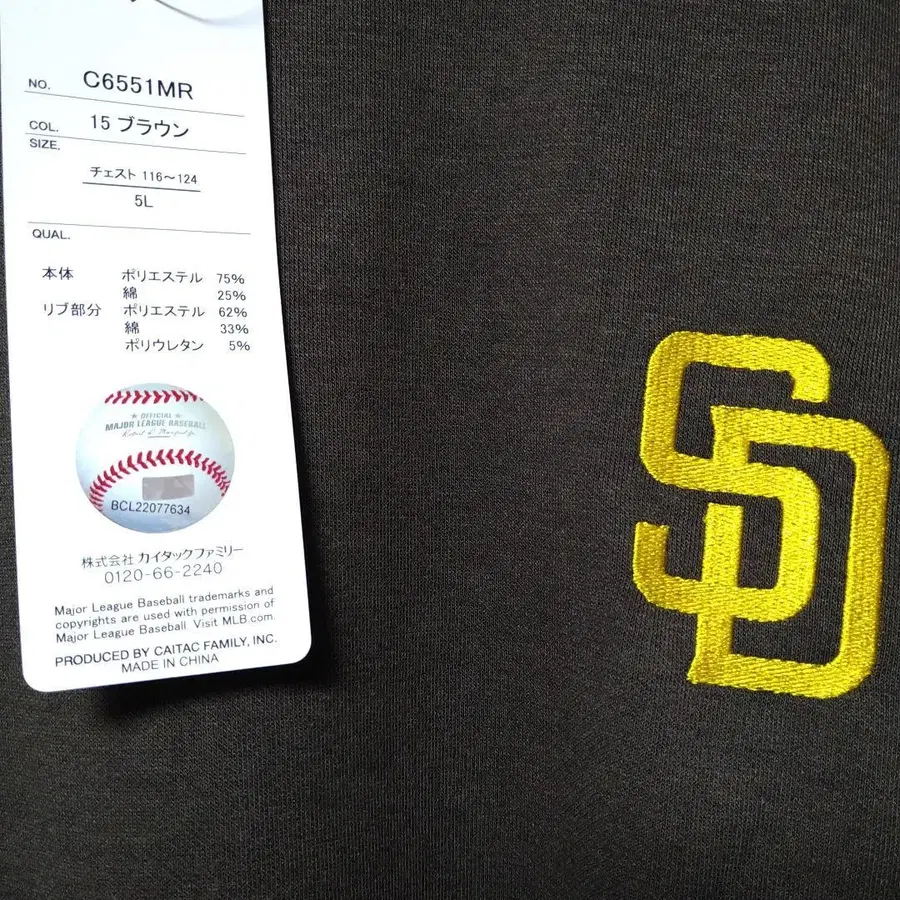 NO. C6551MR
COL. 15 ブラウン
SIZE.
チェスト 116～124
5L
QUAL.
本体 ポリエステル 75%
綿 25%
リブ部分 ポリエステル 62%
綿 33%
ポリウレタン 5%
★ OFFICIAL ★
MAJOR LEAGUE BASEBALL
BCL22077634
株式会社 カイタックファミリー
0120-66-2240
Major League Baseball trademarks and
copyrights are used with permission of
Major League Baseball. Visit MLB.com.
PRODUCED BY CAITAC FAMILY, INC.
MADE IN CHINA
SD